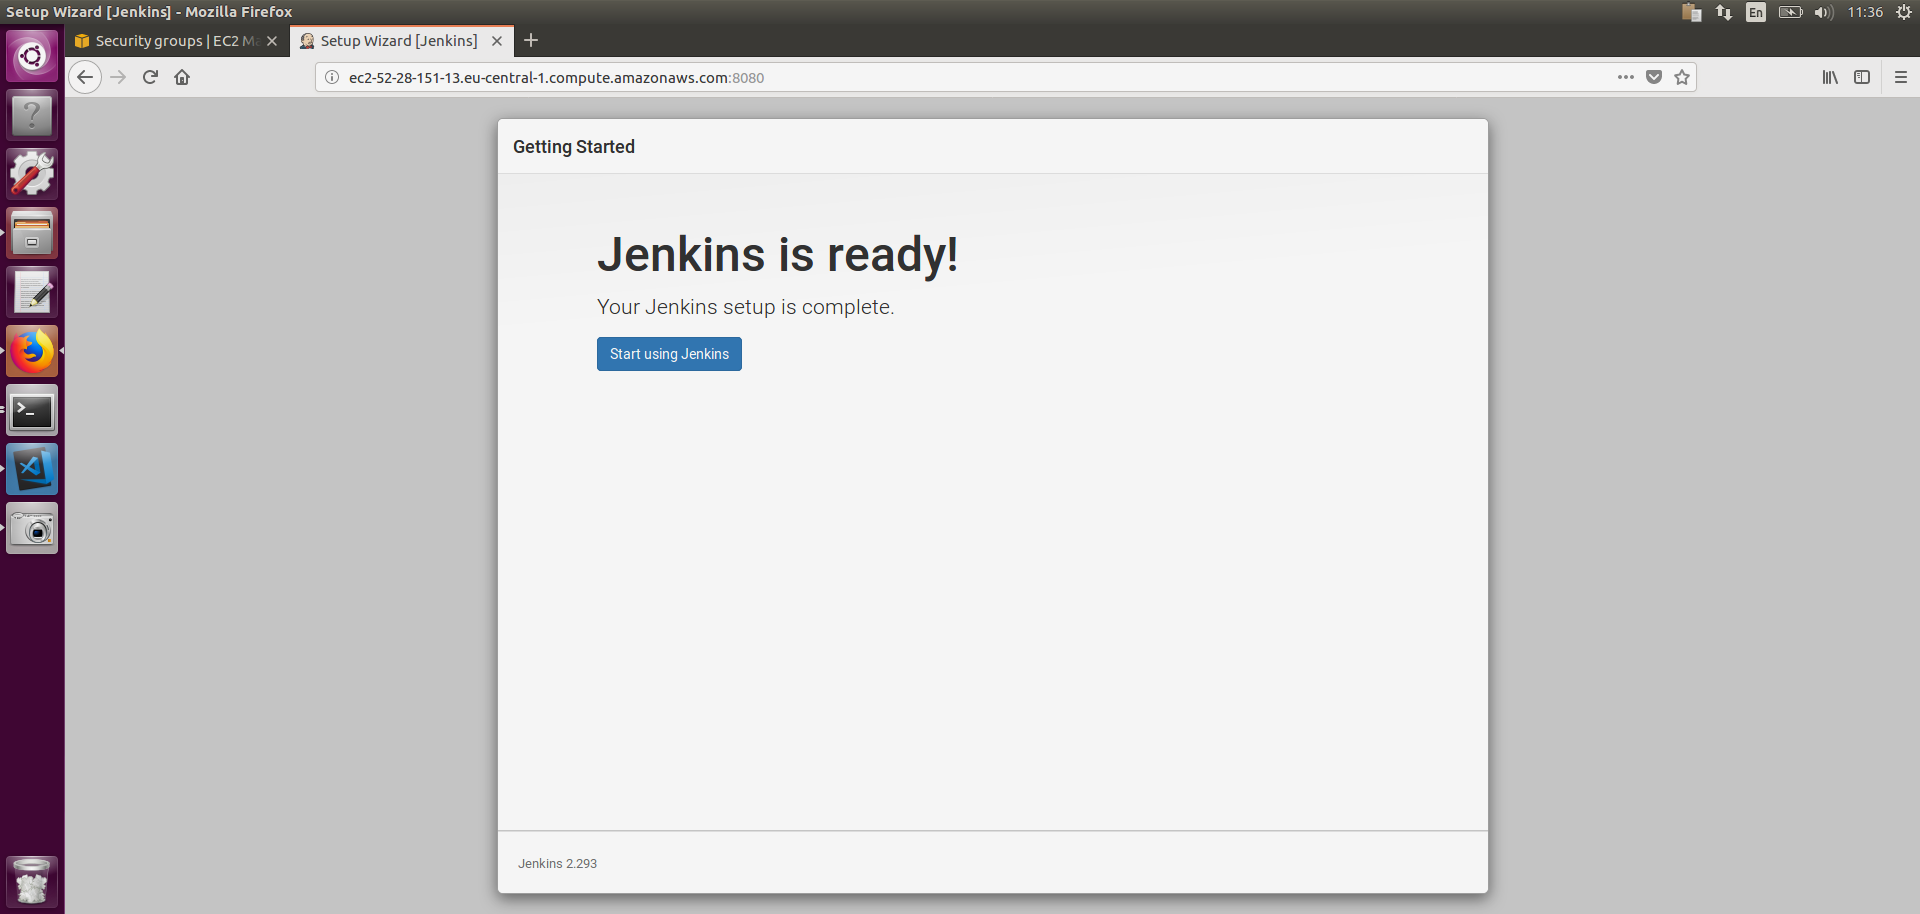 Setup Wizard [Jenkins] - Mozilla Firefox
En
11:36
Security groups | EC2 Ma
Setup Wizard [Jenkins]
ec2-52-28-151-13.eu-central-1.compute.amazonaws.com:8080
Getting Started
Jenkins is ready!
Your Jenkins setup is complete.
Start using Jenkins
Jenkins 2.293